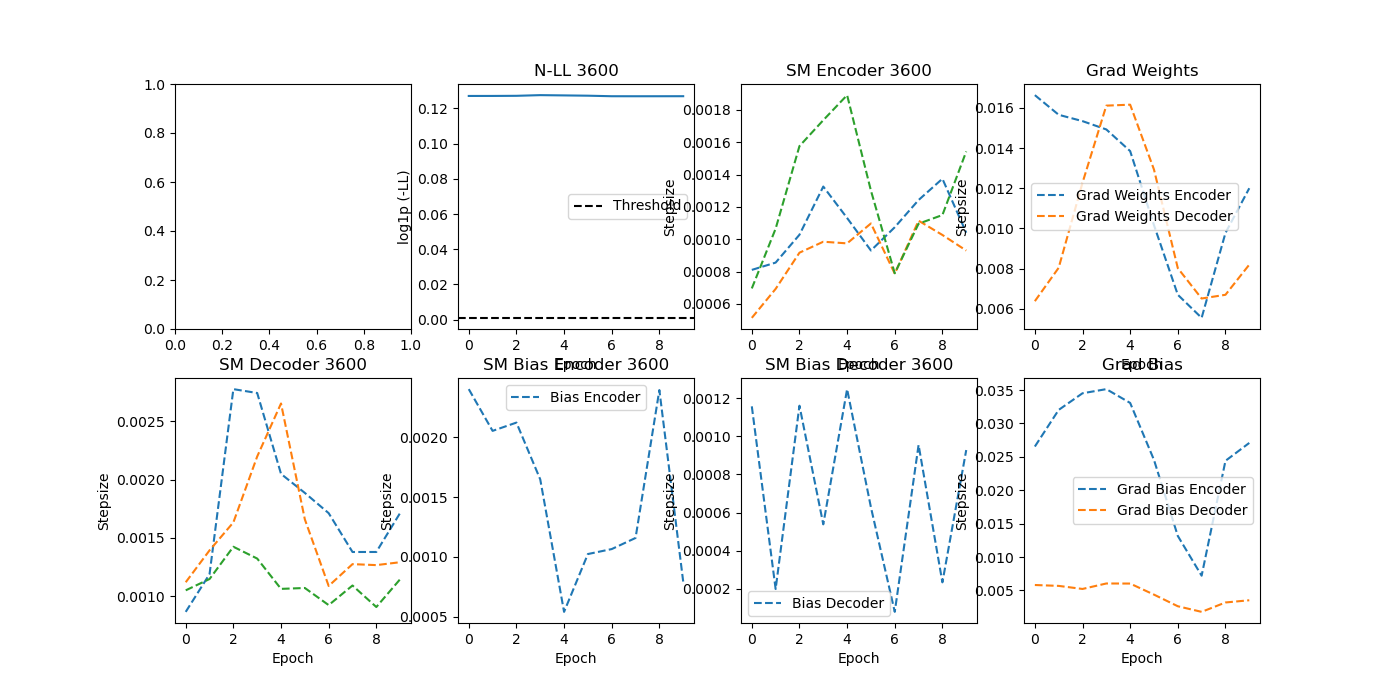 N-LL 3600
SM Encoder 3600
Grad Weights
1.0
0.8
0.6
0.4
0.2
0.0
0.0 0.2 0.4 0.6 0.8 1.0
log1p (-LL)
0.12
0.10
0.08
0.06
0.04
0.02
0.00
Threshold
0 2 4 6 8
Epoch
Stepsize
0.0018
0.0016
0.0014
0.0012
0.0010
0.0008
0.0006
0 2 4 6 8
Epoch
Stepsize
0.016
0.014
0.012
0.010
0.008
0.006
Grad Weights Encoder
Grad Weights Decoder
0 2 4 6 8
Epoch
SM Decoder 3600
SM Bias Encoder 3600
SM Bias Decoder 3600
Grad Bias
Stepsize
0.0025
0.0020
0.0015
0.0010
0 2 4 6 8
Epoch
Stepsize
0.0020
0.0015
0.0010
0.0005
Bias Encoder
0 2 4 6 8
Epoch
Stepsize
0.0012
0.0010
0.0008
0.0006
0.0004
0.0002
Bias Decoder
0 2 4 6 8
Epoch
Stepsize
0.035
0.030
0.025
0.020
0.015
0.010
0.005
Grad Bias Encoder
Grad Bias Decoder
0 2 4 6 8
Epoch